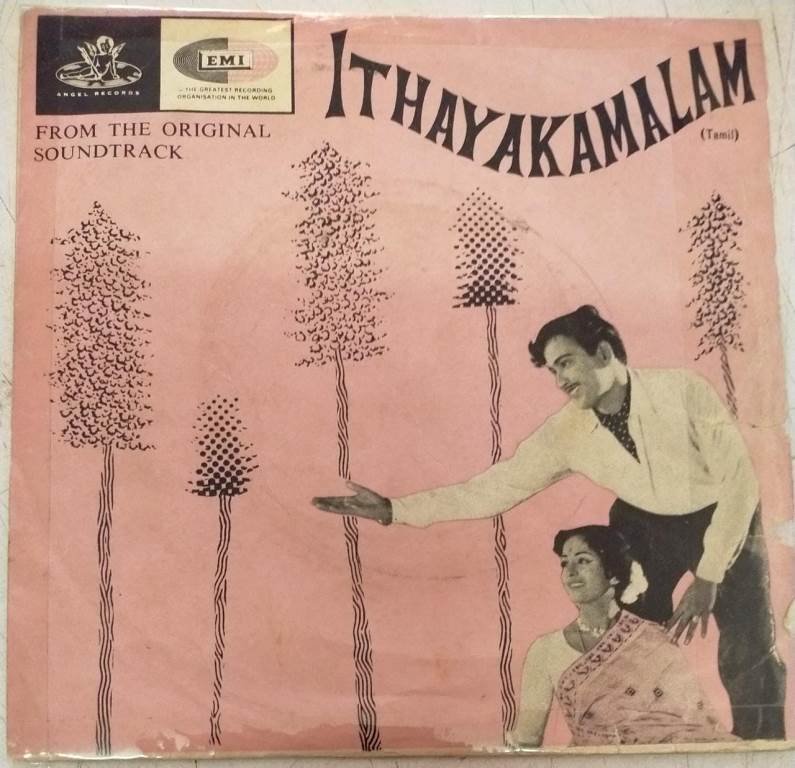 ANGEL RECORDS
EMI
THE GREATEST RECORDING
ORGANISATION IN THE WORLD
ITHAYAKAMALAM
(Tamil)
FROM THE ORIGINAL
SOUNDTRACK